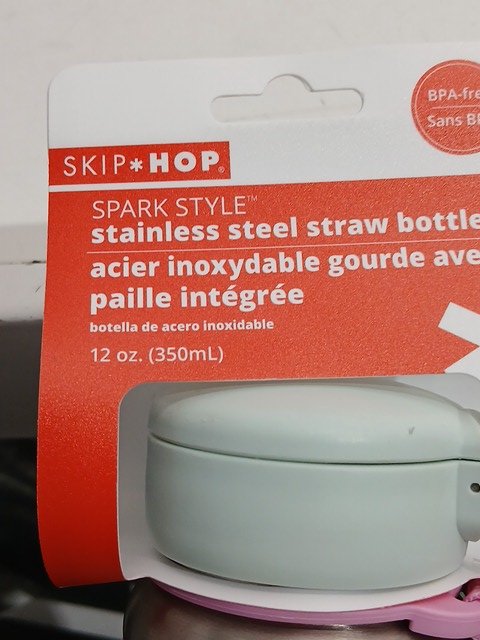 BPA-fre
Sans BP
SKIP*HOP®
SPARK STYLE™
stainless steel straw bottle
acier inoxydable gourde ave
paille intégrée
botella de acero inoxidable
12 oz. (350mL)